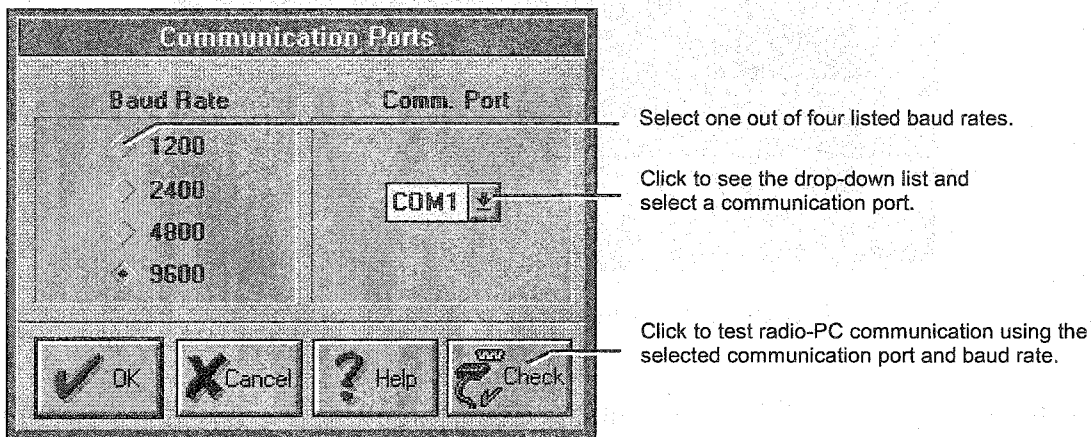 Communication Ports
Baud Rate
Comm. Port
1200
2400
4800
9600
COM1
OK
Cancel
Help
Check
Select one out of four listed baud rates.
Click to see the drop-down list and
select a communication port.
Click to test radio-PC communication using the
selected communication port and baud rate.